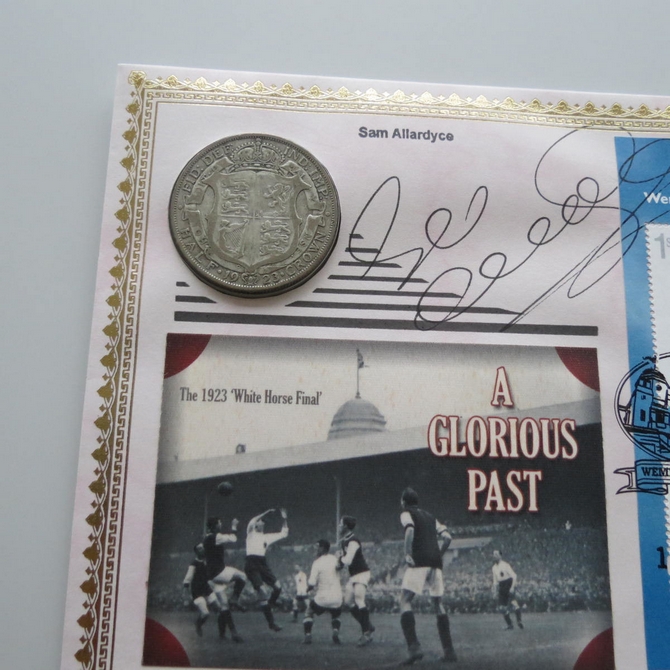 Sam Allardyce
FID. DEF. IND. IMP.
HALF · 1923 · CROWN
The 1923 'White Horse Final'
A
GLORIOUS
PAST